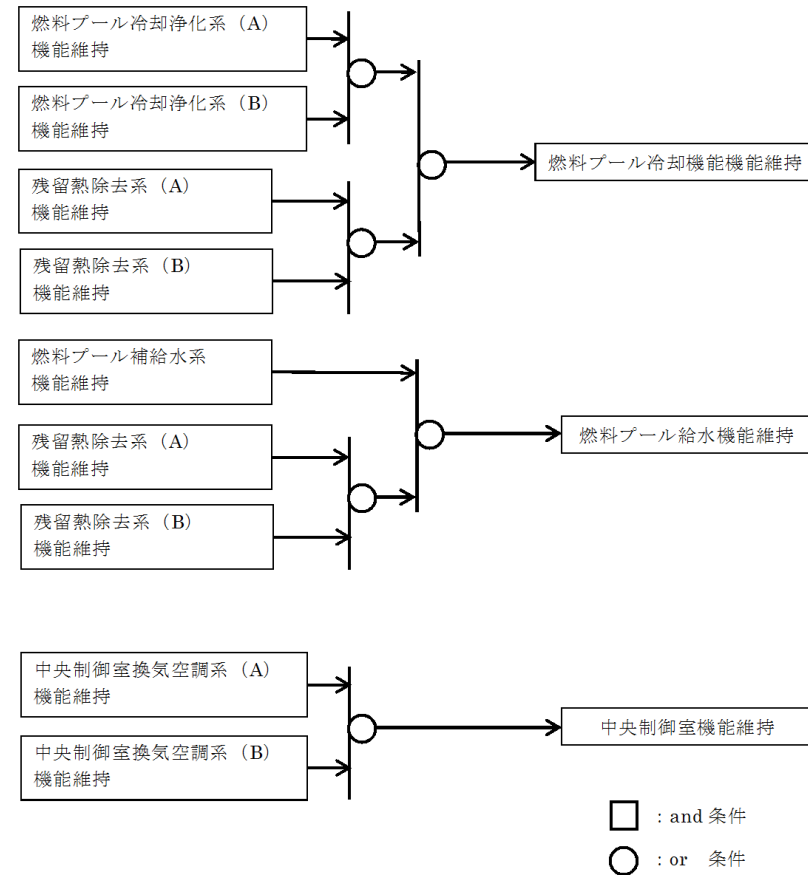 燃料プール冷却浄化系（A）
機能維持
燃料プール冷却浄化系（B）
機能維持
燃料プール冷却機能機能維持
残留熱除去系（A）
機能維持
残留熱除去系（B）
機能維持
燃料プール補給水系
機能維持
燃料プール給水機能維持
残留熱除去系（A）
機能維持
残留熱除去系（B）
機能維持
中央制御室換気空調系（A）
機能維持
中央制御室機能維持
中央制御室換気空調系（B）
機能維持
：and 条件
：or 条件